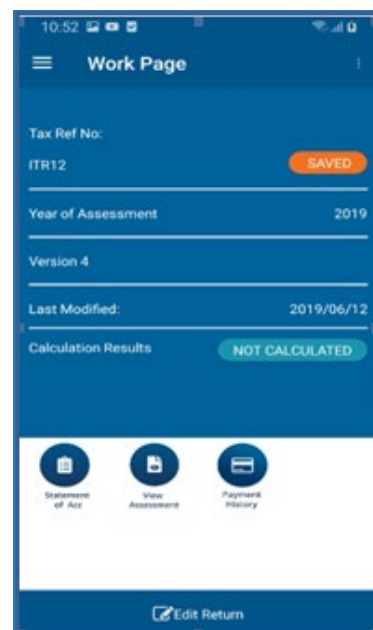 10:52
Work Page
Tax Ref No:
ITR12 SAVED
Year of Assessment 2019
Version 4
Last Modified: 2019/06/12
Calculation Results NOT CALCULATED
Statement View Payment
of Acc Assessment History
Edit Return